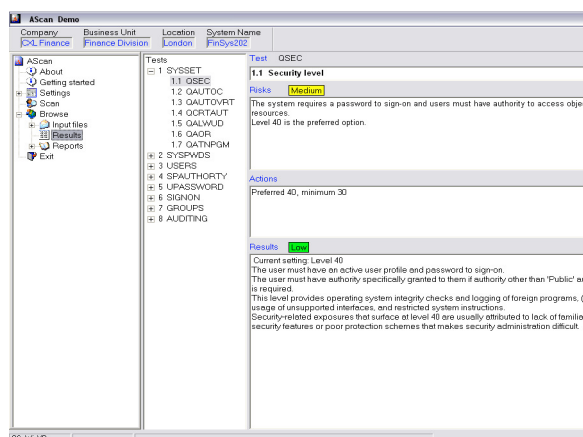 AScan Demo
Company Business Unit Location System Name
CXL Finance Finance Division London FinSys202
AScan
About
Getting started
Settings
Scan
Browse
Input files
Results
Reports
Exit
Tests
1 SYSSET
1.1 QSEC
1.2 QAUTOC
1.3 QAUTOVRT
1.4 QCRTAUT
1.5 QALWUD
1.6 QAOR
1.7 QATNPGM
2 SYSPWDS
3 USERS
4 SPAUTHORTY
5 UPASSWORD
6 SIGNON
7 GROUPS
8 AUDITING
Test QSEC
1.1 Security level
Risks Medium
The system requires a password to sign-on and users must have authority to access obje
resources.
Level 40 is the preferred option.
Actions
Preferred 40, minimum 30
Results Low
Current setting: Level 40
The user must have an active user profile and password to sign-on.
The user must have authority specifically granted to them if authority other than 'Public' au
is required.
This level provides operating system integrity checks and logging of foreign programs, (
usage of unsupported interfaces, and restricted system instructions.
Security-related exposures that surface at level 40 are usually attributed to lack of familia
security features or poor protection schemes that makes security administration difficult.